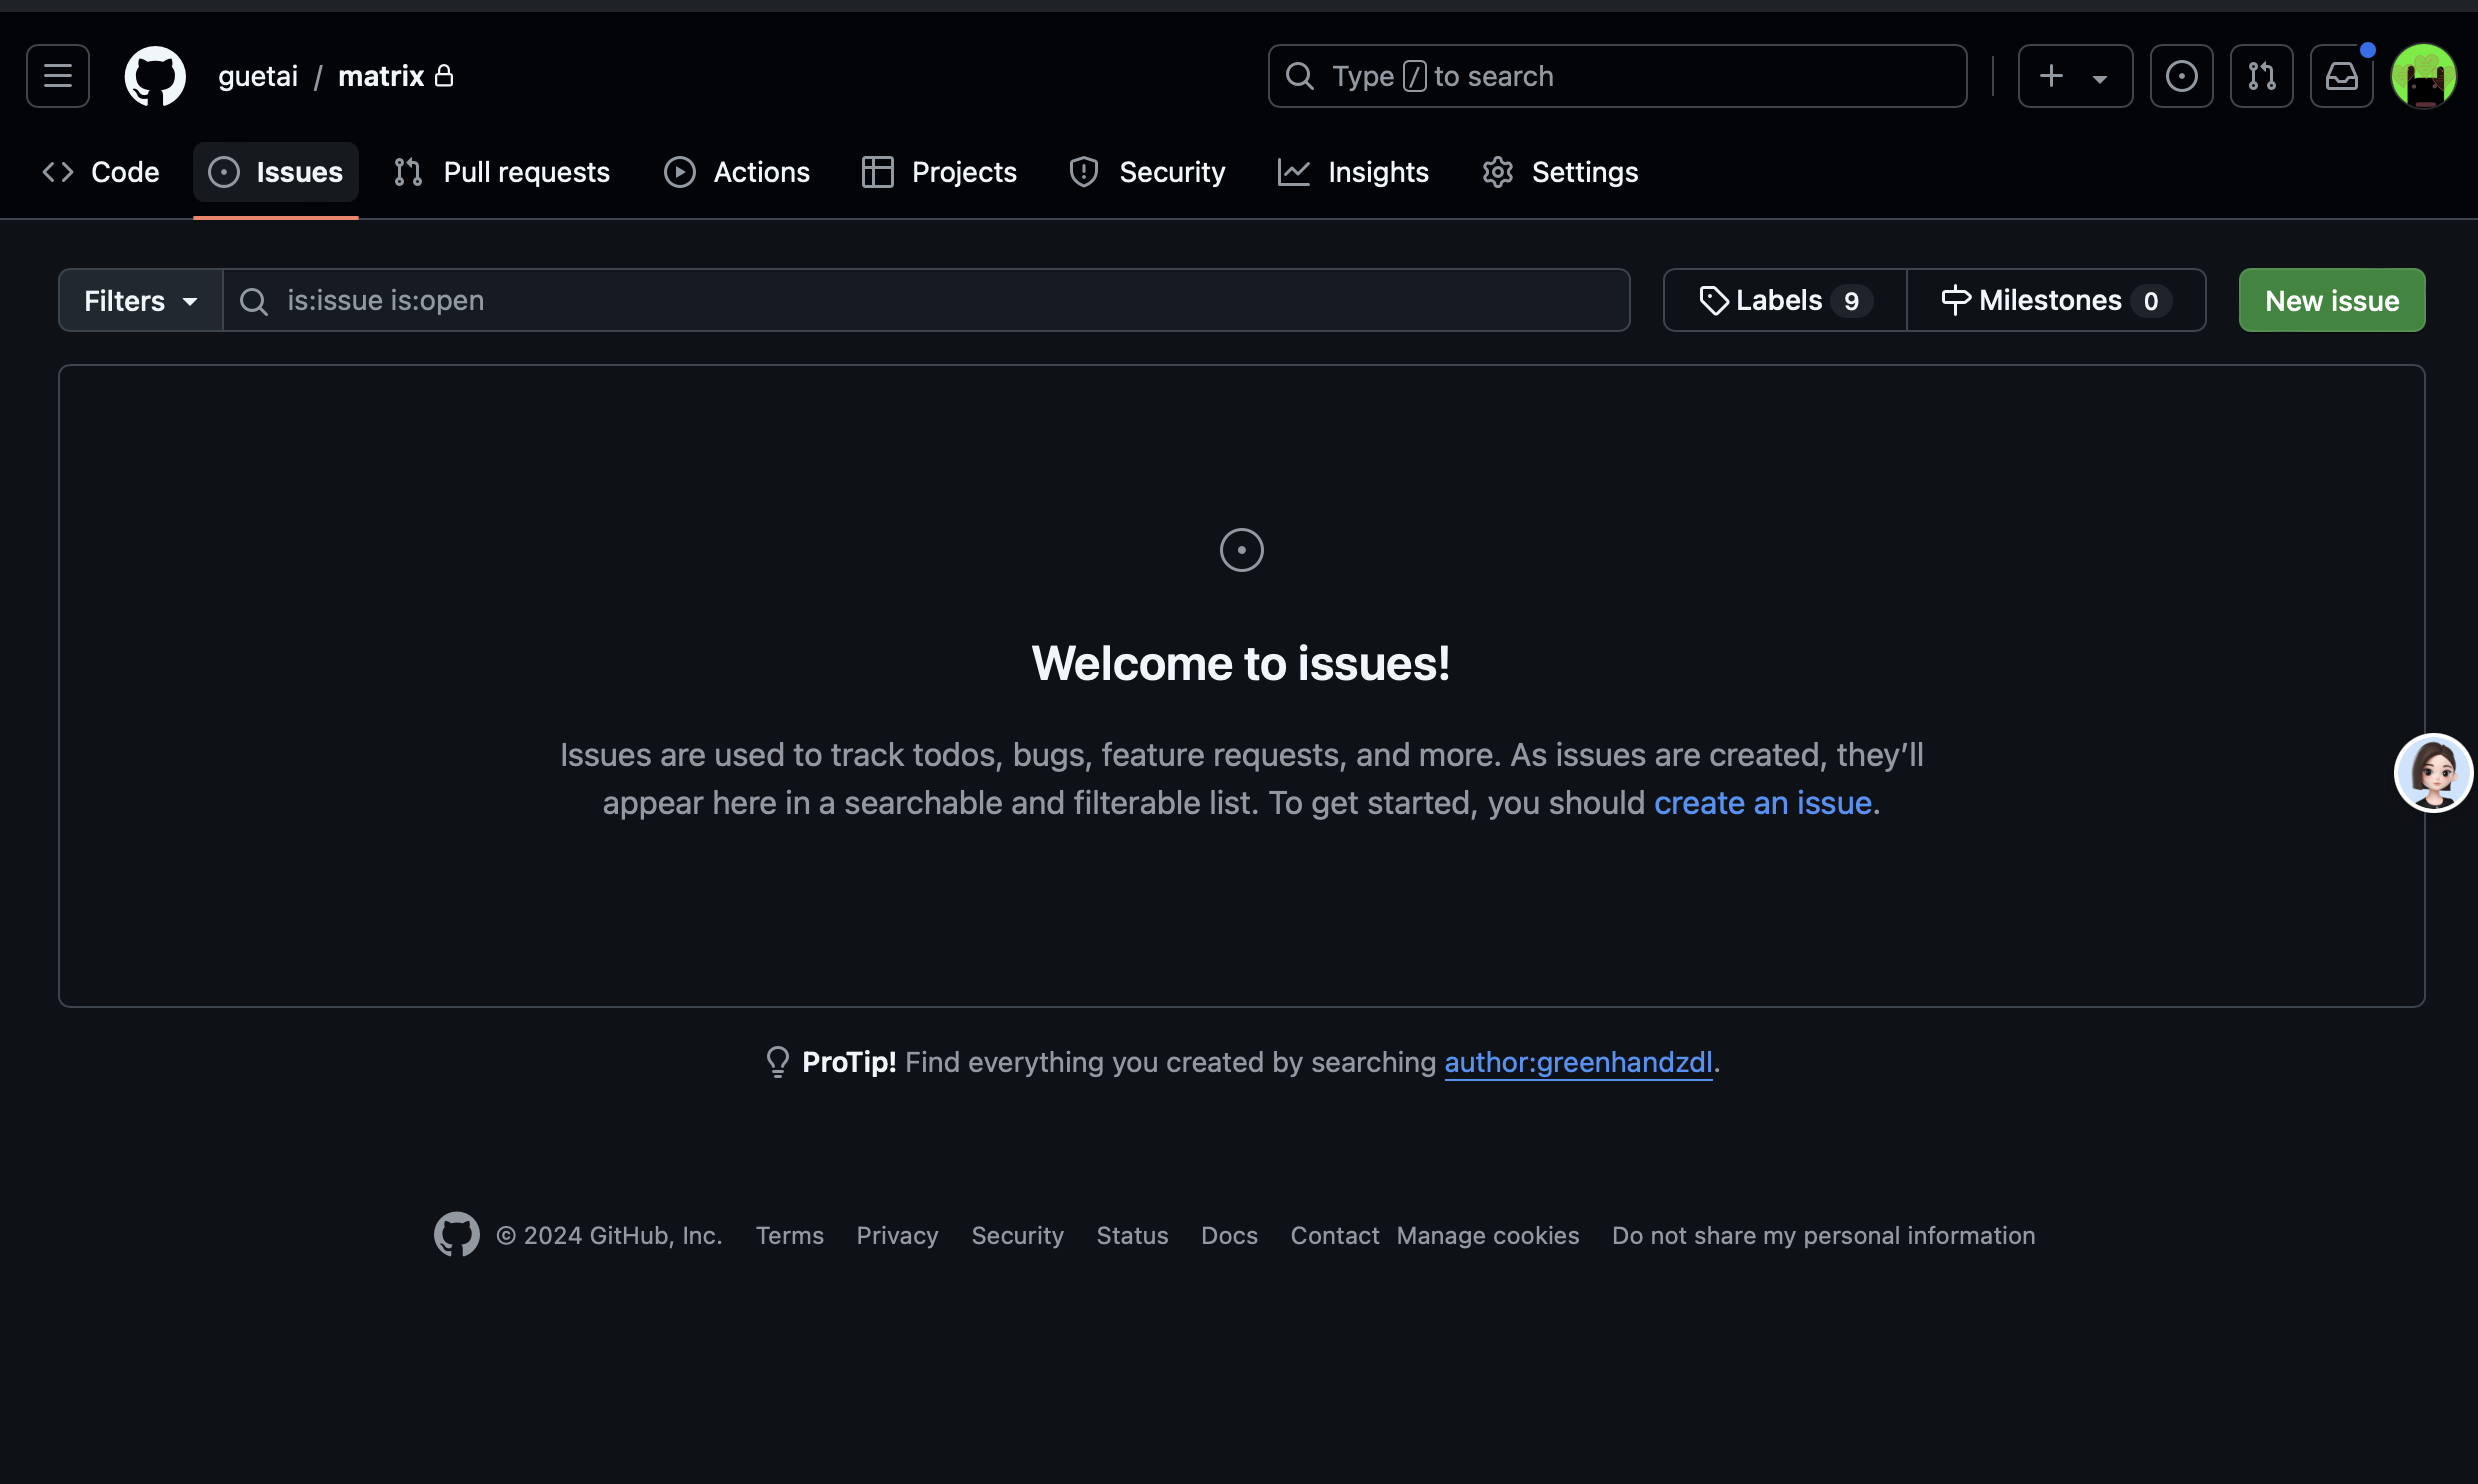 guetai / matrix
Type / to search
Code
Issues
Pull requests
Actions
Projects
Security
Insights
Settings
Filters
is:issue is:open
Labels 9
Milestones 0
New issue
Welcome to issues!
Issues are used to track todos, bugs, feature requests, and more. As issues are created, they’ll
appear here in a searchable and filterable list. To get started, you should create an issue.
ProTip! Find everything you created by searching author:greenhandzdl.
© 2024 GitHub, Inc.
Terms
Privacy
Security
Status
Docs
Contact
Manage cookies
Do not share my personal information